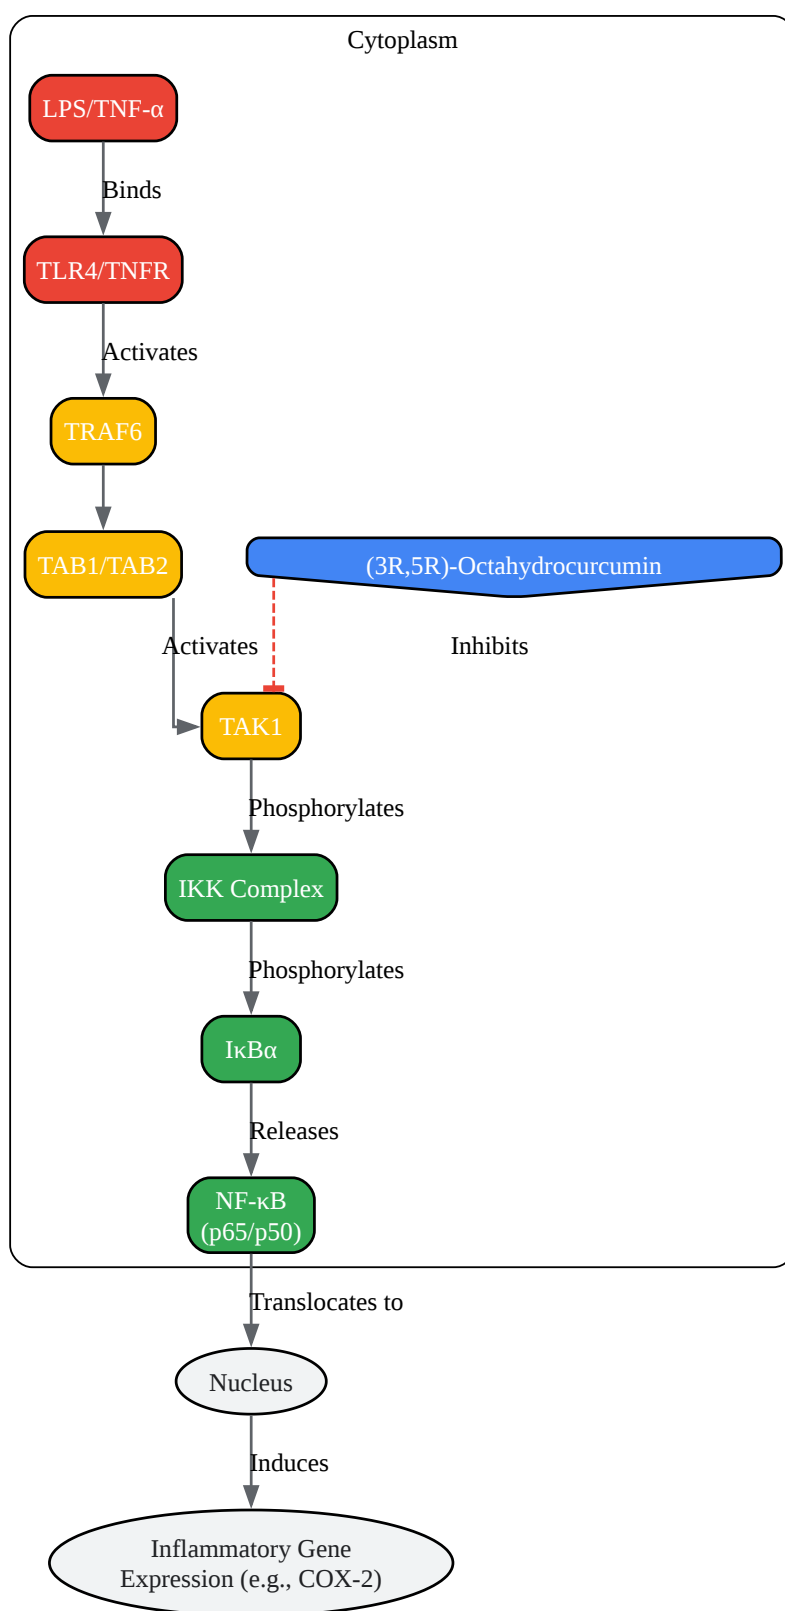 Cytoplasm
LPS/TNF-α
Binds
TLR4/TNFR
Activates
TRAF6
TAB1/TAB2
(3R,5R)-Octahydrocurcumin
Activates
Inhibits
TAK1
Phosphorylates
IKK Complex
Phosphorylates
IκBα
Releases
NF-κB
(p65/p50)
Translocates to
Nucleus
Induces
Inflammatory Gene
Expression (e.g., COX-2)